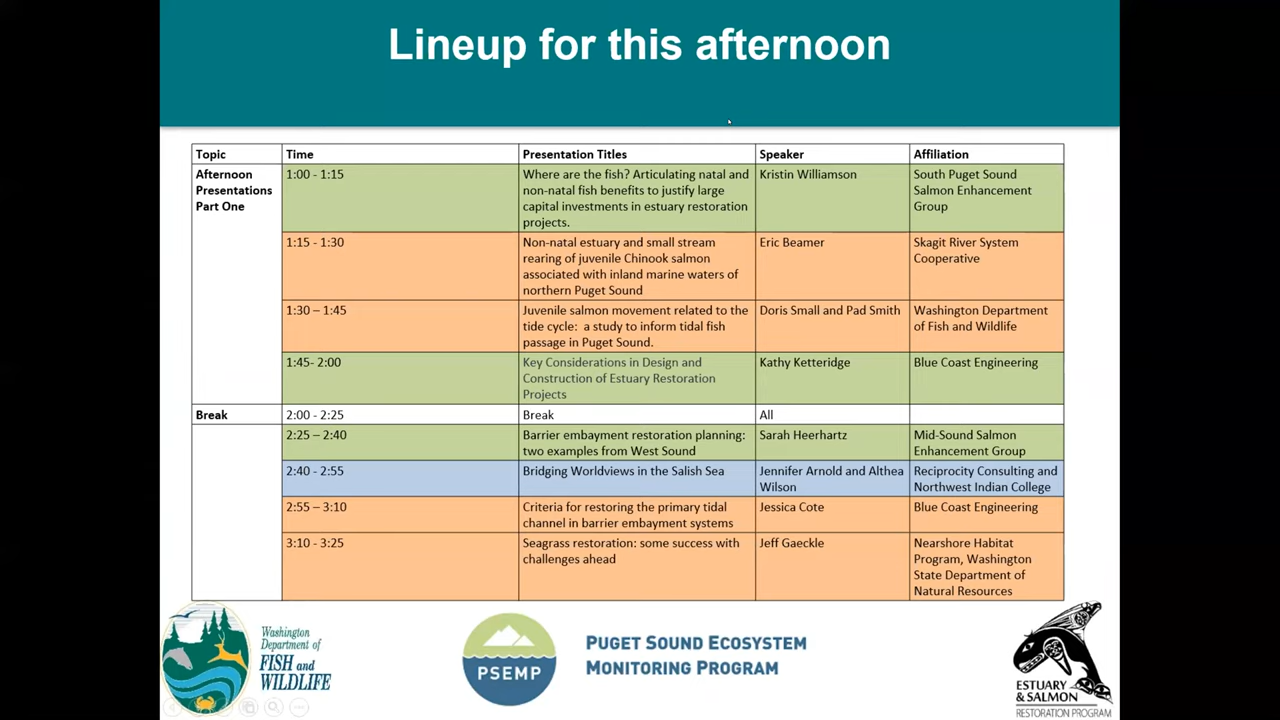 Lineup for this afternoon
Topic
Time
Presentation Titles
Speaker
Affiliation
Afternoon
Presentations
Part One
1:00 - 1:15
Where are the fish? Articulating natal and
non-natal fish benefits to justify large
capital investments in estuary restoration
projects.
Kristin Williamson
South Puget Sound
Salmon Enhancement
Group
1:15 - 1:30
Non-natal estuary and small stream
rearing of juvenile Chinook salmon
associated with inland marine waters of
northern Puget Sound
Eric Beamer
Skagit River System
Cooperative
1:30 – 1:45
Juvenile salmon movement related to the
tide cycle:  a study to inform tidal fish
passage in Puget Sound.
Doris Small and Pad Smith
Washington Department
of Fish and Wildlife
1:45- 2:00
Key Considerations in Design and
Construction of Estuary Restoration
Projects
Kathy Ketteridge
Blue Coast Engineering
Break
2:00 - 2:25
Break
All
2:25 – 2:40
Barrier embayment restoration planning:
two examples from West Sound
Sarah Heerhartz
Mid-Sound Salmon
Enhancement Group
2:40 - 2:55
Bridging Worldviews in the Salish Sea
Jennifer Arnold and Althea
Wilson
Reciprocity Consulting and
Northwest Indian College
2:55 – 3:10
Criteria for restoring the primary tidal
channel in barrier embayment systems
Jessica Cote
Blue Coast Engineering
3:10 - 3:25
Seagrass restoration: some success with
challenges ahead
Jeff Gaeckle
Nearshore Habitat
Program, Washington
State Department of
Natural Resources
Washington
Department of
FISH and
WILDLIFE
PSEMP
PUGET SOUND ECOSYSTEM
MONITORING PROGRAM
ESTUARY
& SALMON
RESTORATION PROGRAM